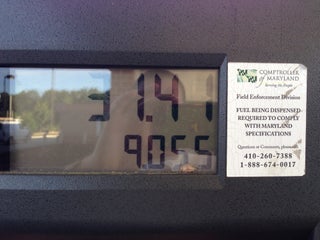 31.41
9.055
COMPTROLLER
of MARYLAND
Serving the People
Field Enforcement Division
FUEL BEING DISPENSED
REQUIRED TO COMPLY
WITH MARYLAND
SPECIFICATIONS
Questions or Comments, please call:
410-260-7388
1-888-674-0017